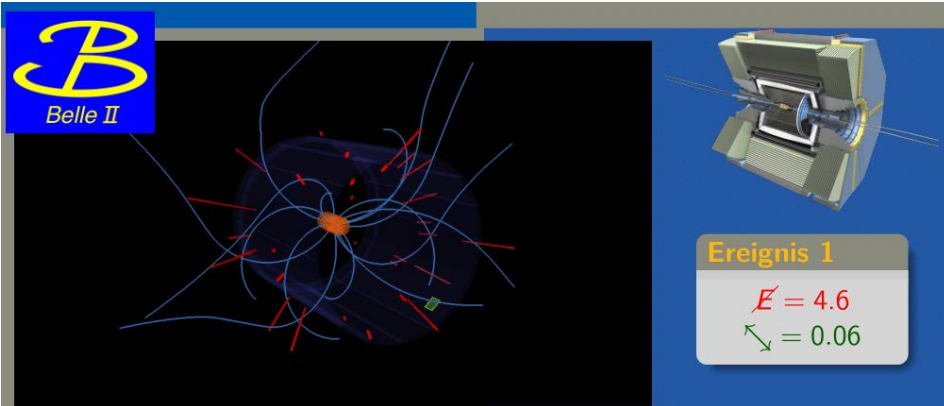 Belle II
Ereignis 1
E̸ = 4.6
⤡ = 0.06